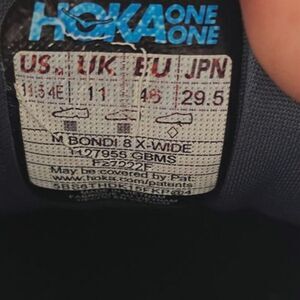 HOKA ONE ONE
US. UK EU JPN
11.5 4E 11 46 29.5
M BONDI 8 X-WIDE
1127955 GBMS
F27222F
May be covered by Pat:
www.hoka.com/patents